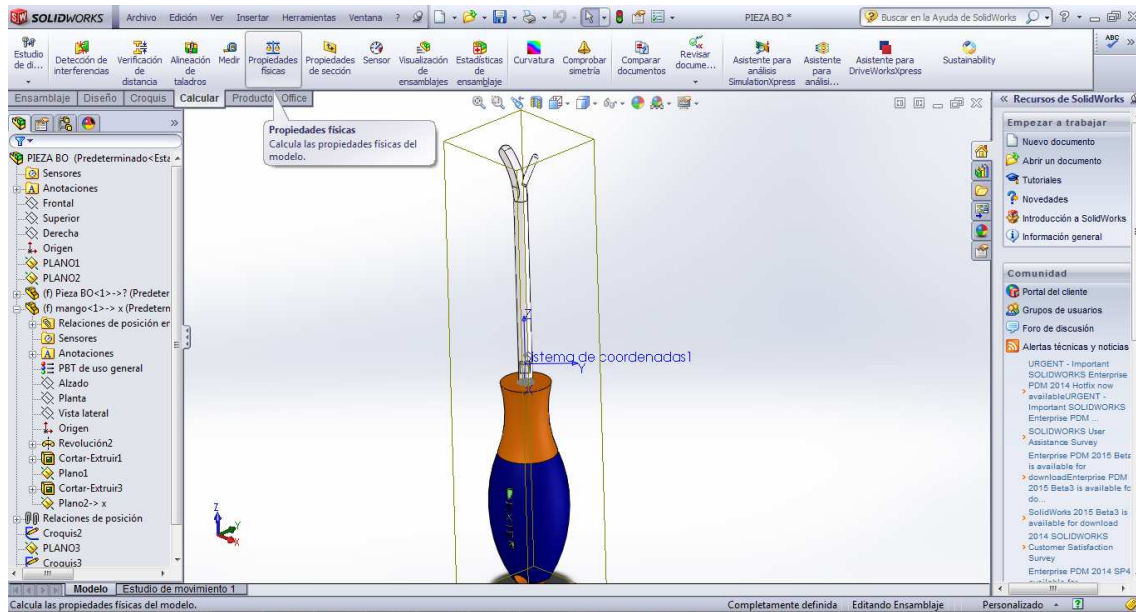 SOLIDWORKS
Archivo Edición Ver Insertar Herramientas Ventana ?
PIEZA BO *
Buscar en la Ayuda de SolidWorks
Estudio de di...
Detección de interferencias
Verificación de distancia
Alineación de taladros
Medir
Propiedades físicas
Propiedades de sección
Sensor
Visualización de ensamblajes
Estadísticas de ensamblaje
Curvatura
Comprobar simetría
Comparar documentos
Revisar docume...
Asistente para análisis SimulationXpress
Asistente para análisi...
Asistente para DriveWorksXpress
Sustainability
ABC
Ensamblaje Diseño Croquis Calcular Producto Office
Propiedades físicas
Calcula las propiedades físicas del
modelo.
PIEZA BO (Predeterminado<Esta
Sensores
Anotaciones
Frontal
Superior
Derecha
Origen
PLANO1
PLANO2
(f) Pieza BO<1>->? (Predeter
(f) mango<1>-> x (Predetern
Relaciones de posición er
Sensores
Anotaciones
PBT de uso general
Alzado
Planta
Vista lateral
Origen
Revolución2
Cortar-Extruir1
Plano1
Cortar-Extruir3
Plano2-> x
Relaciones de posición
Croquis2
PLANO3
Croquis3
Z
Sistema de coordenadas1
Y
X
Z
Y
X
Recursos de SolidWorks
Empezar a trabajar
Nuevo documento
Abrir un documento
Tutoriales
Novedades
Introducción a SolidWorks
Información general
Comunidad
Portal del cliente
Grupos de usuarios
Foro de discusión
Alertas técnicas y noticias
URGENT - Important
SOLIDWORKS Enterprise
PDM 2014 Hotfix now
availableURGENT -
Important SOLIDWORKS
Enterprise PDM ...
SOLIDWORKS User
Assistance Survey
Enterprise PDM 2015 Beta
is available for
downloadEnterprise PDM
2015 Beta3 is available fc
do...
SolidWorks 2015 Beta3 is
available for download
2014 SOLIDWORKS
Customer Satisfaction
Survey
Enterprise PDM 2014 SP4
Modelo Estudio de movimiento 1
Calcula las propiedades físicas del modelo.
Completamente definida Editando Ensamblaje Personalizado